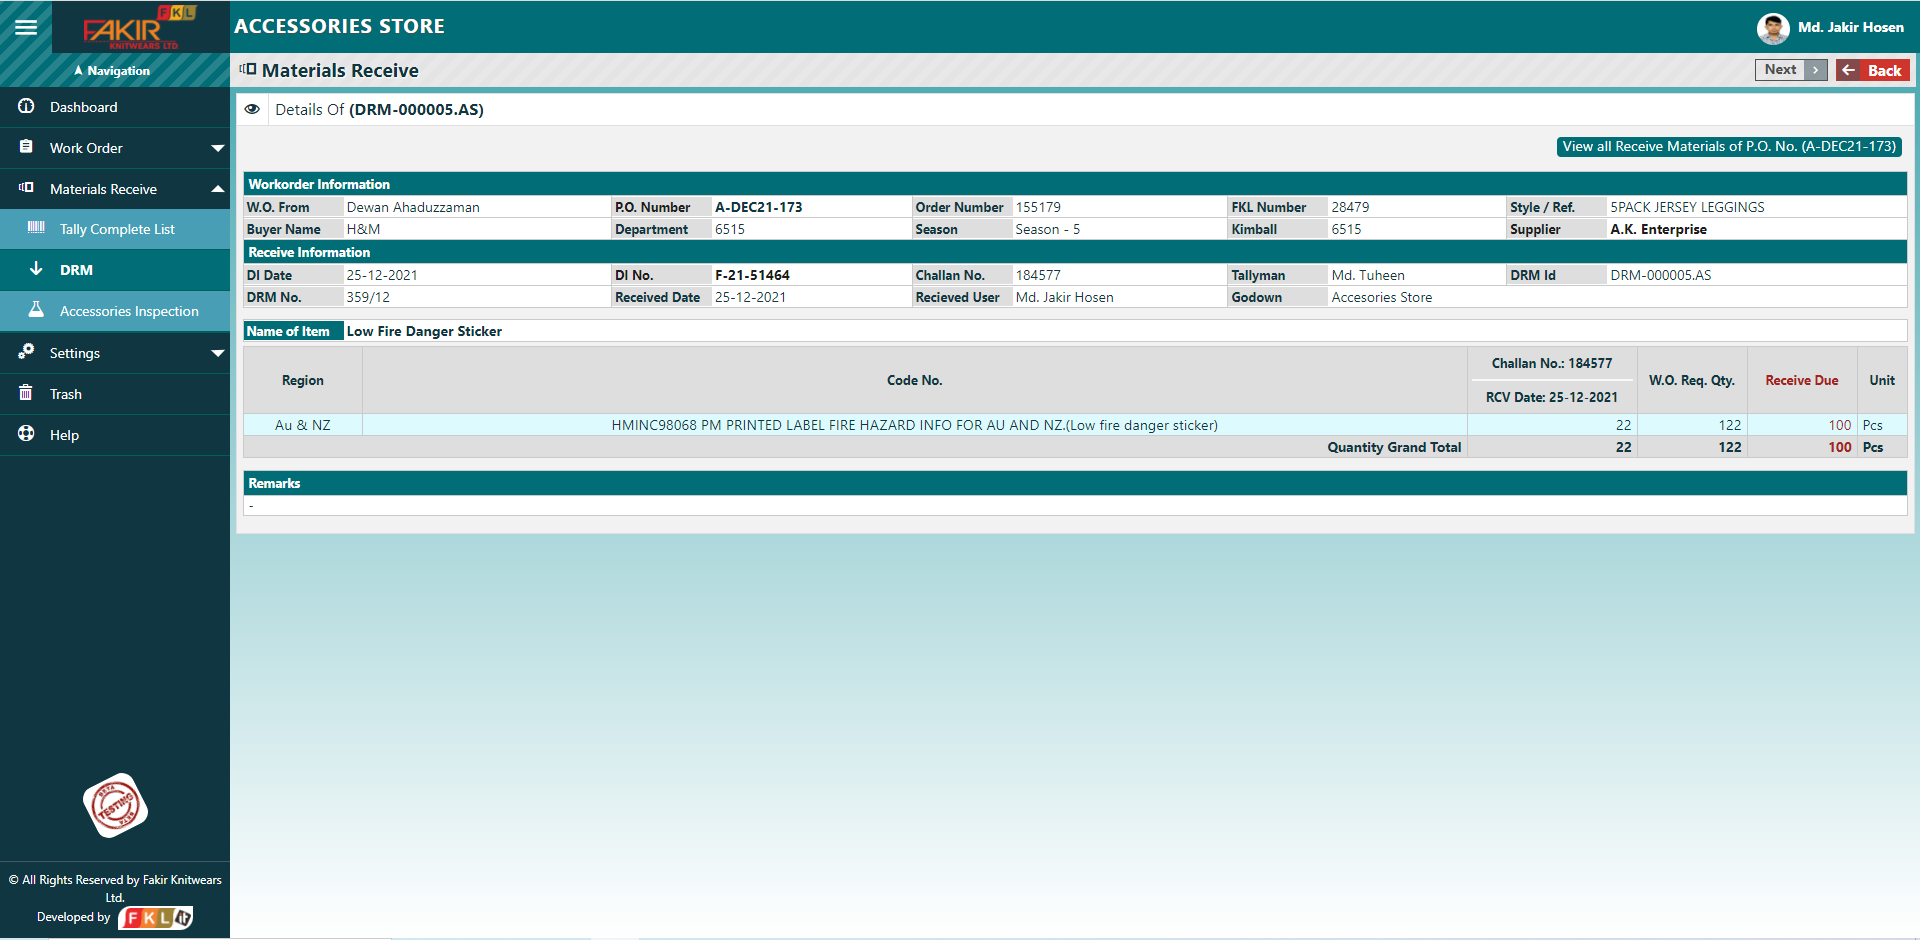 FKL
FAKIR
KNITWEARS LTD
ACCESSORIES STORE
Md. Jakir Hosen
Navigation
Materials Receive
Next
Back
Dashboard
Work Order
Materials Receive
Tally Complete List
DRM
Accessories Inspection
Settings
Trash
Help
Details Of (DRM-000005.AS)
View all Receive Materials of P.O. No. (A-DEC21-173)
Workorder Information
W.O. From Dewan Ahaduzzaman P.O. Number A-DEC21-173 Order Number 155179 FKL Number 28479 Style / Ref. 5PACK JERSEY LEGGINGS
Buyer Name H&M Department 6515 Season Season - 5 Kimball 6515 Supplier A.K. Enterprise
Receive Information
DI Date 25-12-2021 DI No. F-21-51464 Challan No. 184577 Tallyman Md. Tuheen DRM Id DRM-000005.AS
DRM No. 359/12 Received Date 25-12-2021 Recieved User Md. Jakir Hosen Godown Accesories Store
Name of Item Low Fire Danger Sticker
Region Code No. Challan No.: 184577 W.O. Req. Qty. Receive Due Unit
RCV Date: 25-12-2021
Au & NZ HMINC98068 PM PRINTED LABEL FIRE HAZARD INFO FOR AU AND NZ.(Low fire danger sticker) 22 122 100 Pcs
Quantity Grand Total 22 122 100 Pcs
Remarks
-
BETA
TESTING
BETA
© All Rights Reserved by Fakir Knitwears
Ltd.
Developed by FKL it